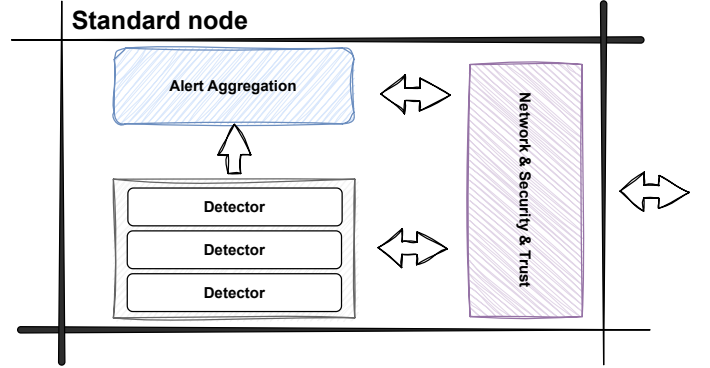 Standard node
Alert Aggregation
Detector
Detector
Detector
Network & Security & Trust